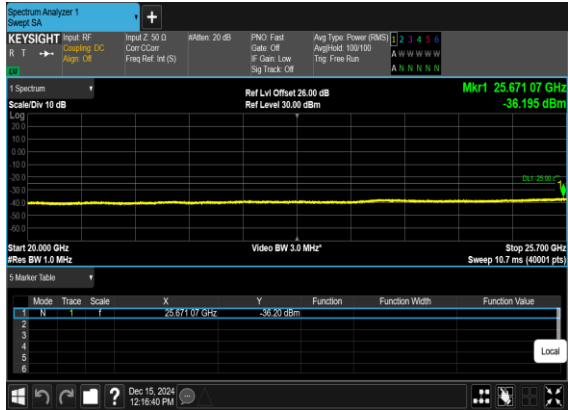 Spectrum Analyzer 1
Swept SA
KEYSIGHT
R T
LU
Input: RF
Coupling: DC
Align: Off
Input Z: 50 Ω
Corr CCorr
Freq Ref: Int (S)
#Atten: 20 dB
PNO: Fast
Gate: Off
IF Gain: Low
Sig Track: Off
Avg Type: Power (RMS)
Avg|Hold: 100/100
Trig: Free Run
1 2 3 4 5 6
A W W W W W
A N N N N N
1 Spectrum
Scale/Div 10 dB
Ref Lvl Offset 26.00 dB
Ref Level 30.00 dBm
Mkr1 25.671 07 GHz
-36.195 dBm
Log
20.0
10.0
0.00
-10.0
-20.0
-30.0
-40.0
-50.0
-60.0
DL1 -25.00
1
Start 20.000 GHz
#Res BW 1.0 MHz
Video BW 3.0 MHz*
Stop 25.700 GHz
Sweep 10.7 ms (40001 pts)
5 Marker Table
Mode Trace Scale X Y Function Function Width Function Value
1 N 1 f 25.671 07 GHz -36.20 dBm
2
3
4
5
6
Local
?
Dec 15, 2024
12:16:40 PM